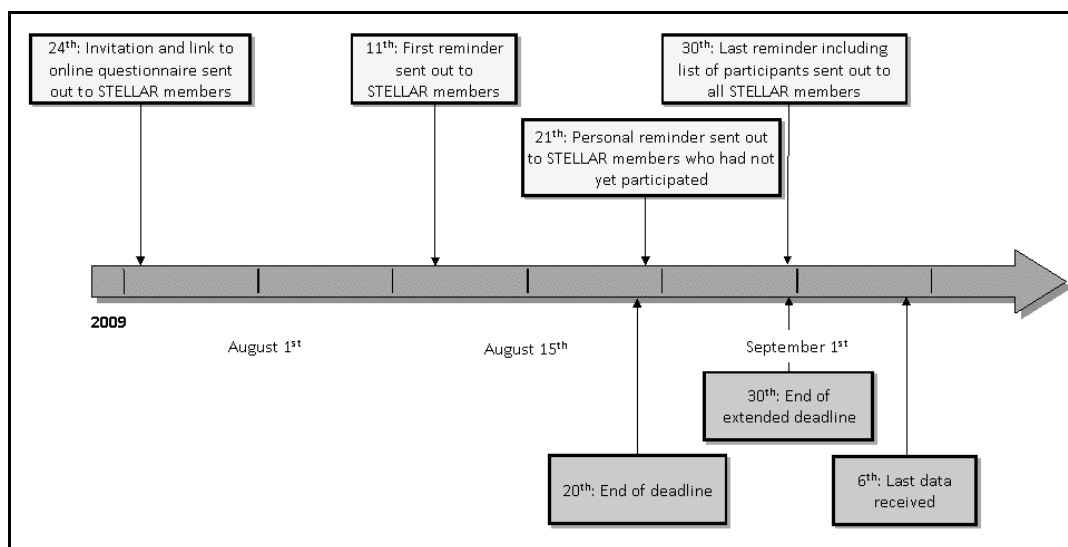 24th: Invitation and link to
online questionnaire sent
out to STELLAR members
11th: First reminder
sent out to
STELLAR members
30th: Last reminder including
list of participants sent out to
all STELLAR members
21th: Personal reminder sent out
to STELLAR members who had not
yet participated
2009
August 1st
August 15th
September 1st
30th: End of
extended deadline
20th: End of deadline
6th: Last data
received